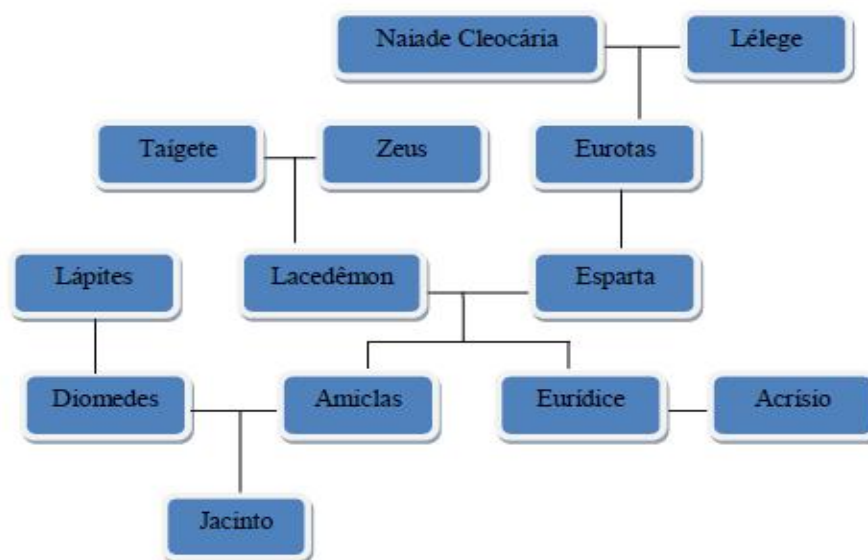 Naiade Cleocária
Lélege
Taígete
Zeus
Eurotas
Lápites
Lacedêmon
Esparta
Diomedes
Amiclas
Eurídice
Acrísio
Jacinto